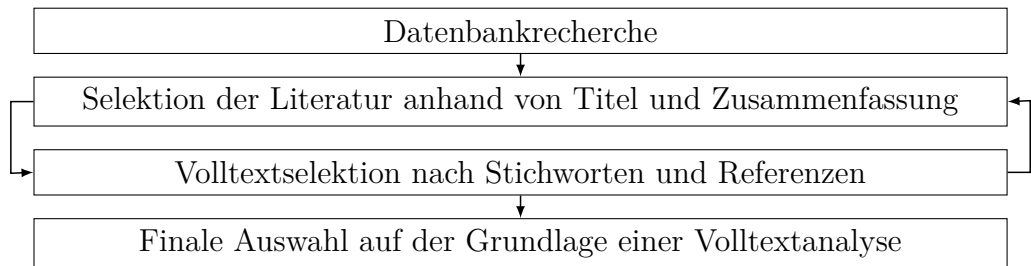 Datenbankrecherche
Selektion der Literatur anhand von Titel und Zusammenfassung
Volltextselektion nach Stichworten und Referenzen
Finale Auswahl auf der Grundlage einer Volltextanalyse